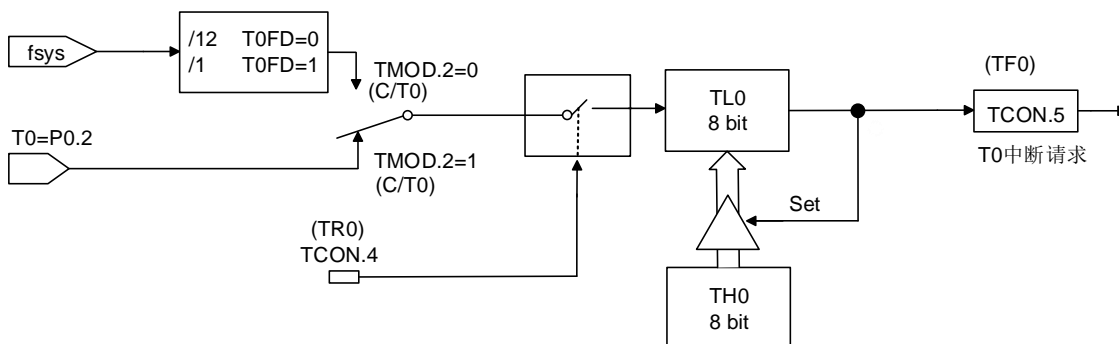 fsys
/12 T0FD=0
/1 T0FD=1
TMOD.2=0
(C/T0)
T0=P0.2
TMOD.2=1
(C/T0)
(TR0)
TCON.4
TL0
8 bit
Set
TH0
8 bit
(TF0)
TCON.5
T0中断请求